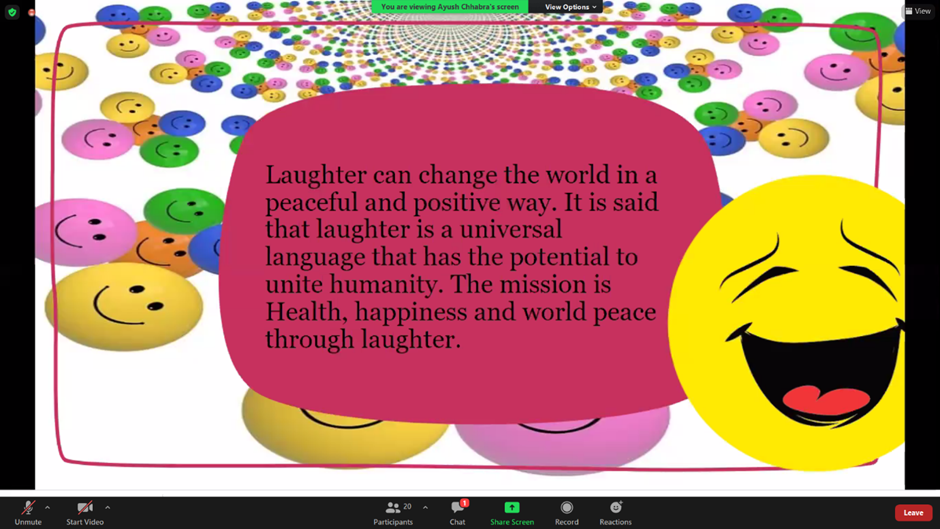 You are viewing Ayush Chhabra's screen
View Options
View
Laughter can change the world in a
peaceful and positive way. It is said
that laughter is a universal
language that has the potential to
unite humanity. The mission is
Health, happiness and world peace
through laughter.
Unmute
Start Video
Participants
20
Chat
1
Share Screen
Record
Reactions
Leave